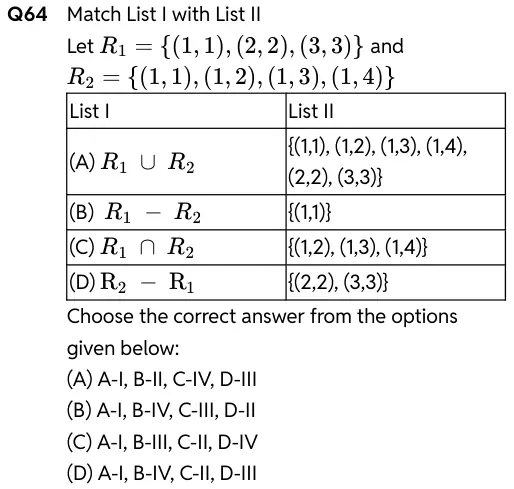 Q64 Match List I with List II
Let R₁ = {(1, 1), (2, 2), (3, 3)} and
R₂ = {(1, 1), (1, 2), (1, 3), (1, 4)}
List I List II
(A) R₁ ∪ R₂ {(1,1), (1,2), (1,3), (1,4),
(2,2), (3,3)}
(B) R₁ − R₂ {(1,1)}
(C) R₁ ∩ R₂ {(1,2), (1,3), (1,4)}
(D) R₂ − R₁ {(2,2), (3,3)}
Choose the correct answer from the options
given below:
(A) A-I, B-II, C-IV, D-III
(B) A-I, B-IV, C-III, D-II
(C) A-I, B-III, C-II, D-IV
(D) A-I, B-IV, C-II, D-III